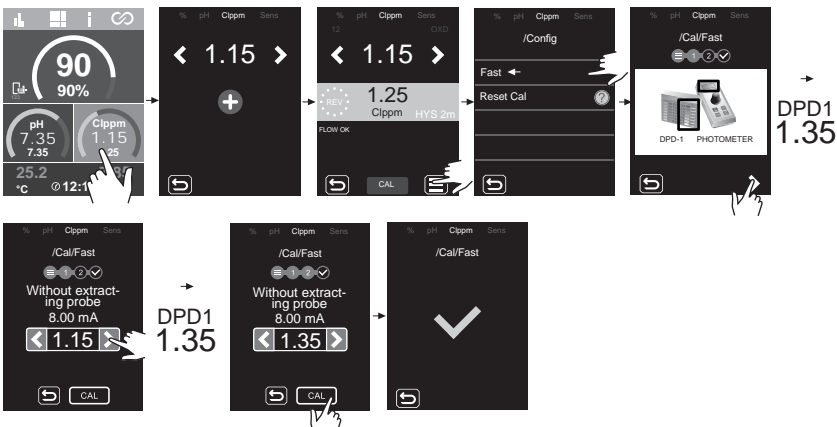 90
90%
pH
7.35
7.35
Clppm
1.15
25
25.2
°C
12:1
% pH Clppm Sens
1.15
% pH Clppm Sens
12 OXD
1.15
REV
1.25
Clppm
HYS 2m
FLOW OK
CAL
% pH Clppm Sens
/Config
Fast
Reset Cal ?
% pH Clppm Sens
/Cal/Fast
1 2
DPD-1 PHOTOMETER
DPD1
1.35
% pH Clppm Sens
/Cal/Fast
1 2
Without extract-
ing probe
8.00 mA
1.15
CAL
DPD1
1.35
% pH Clppm Sens
/Cal/Fast
1 2
Without extract-
ing probe
8.00 mA
1.35
CAL
% pH Clppm Sens
/Cal/Fast